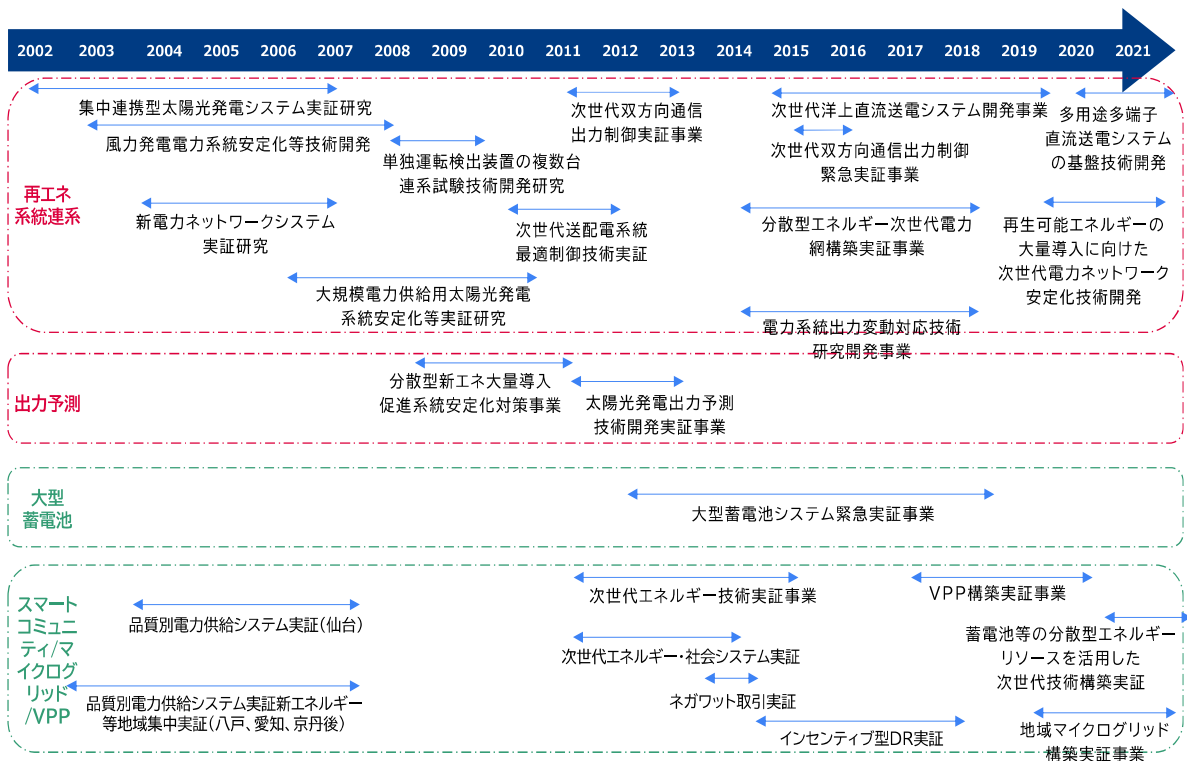 2002 2003 2004 2005 2006 2007 2008 2009 2010 2011 2012 2013 2014 2015 2016 2017 2018 2019 2020 2021
再エネ
系統連系
集中連携型太陽光発電システム実証研究
風力発電電力系統安定化等技術開発
単独運転検出装置の複数台
連系試験技術開発研究
新電力ネットワークシステム
実証研究
大規模電力供給用太陽光発電
系統安定化等実証研究
次世代双方向通信
出力制御実証事業
次世代送配電系統
最適制御技術実証
次世代洋上直流送電システム開発事業
次世代双方向通信出力制御
緊急実証事業
分散型エネルギー次世代電力
網構築実証事業
電力系統出力変動対応技術
研究開発事業
多用途多端子
直流送電システム
の基盤技術開発
再生可能エネルギーの
大量導入に向けた
次世代電力ネットワーク
安定化技術開発
出力予測
分散型新エネ大量導入
促進系統安定化対策事業
太陽光発電出力予測
技術開発実証事業
大型
蓄電池
大型蓄電池システム緊急実証事業
スマート
コミュニ
ティ/マ
イクログ
リッド
/VPP
品質別電力供給システム実証(仙台)
品質別電力供給システム実証新エネルギー
等地域集中実証(八戸、愛知、京丹後)
次世代エネルギー技術実証事業
次世代エネルギー・社会システム実証
ネガワット取引実証
インセンティブ型DR実証
VPP構築実証事業
蓄電池等の分散型エネルギー
リソースを活用した
次世代技術構築実証
地域マイクログリッド
構築実証事業